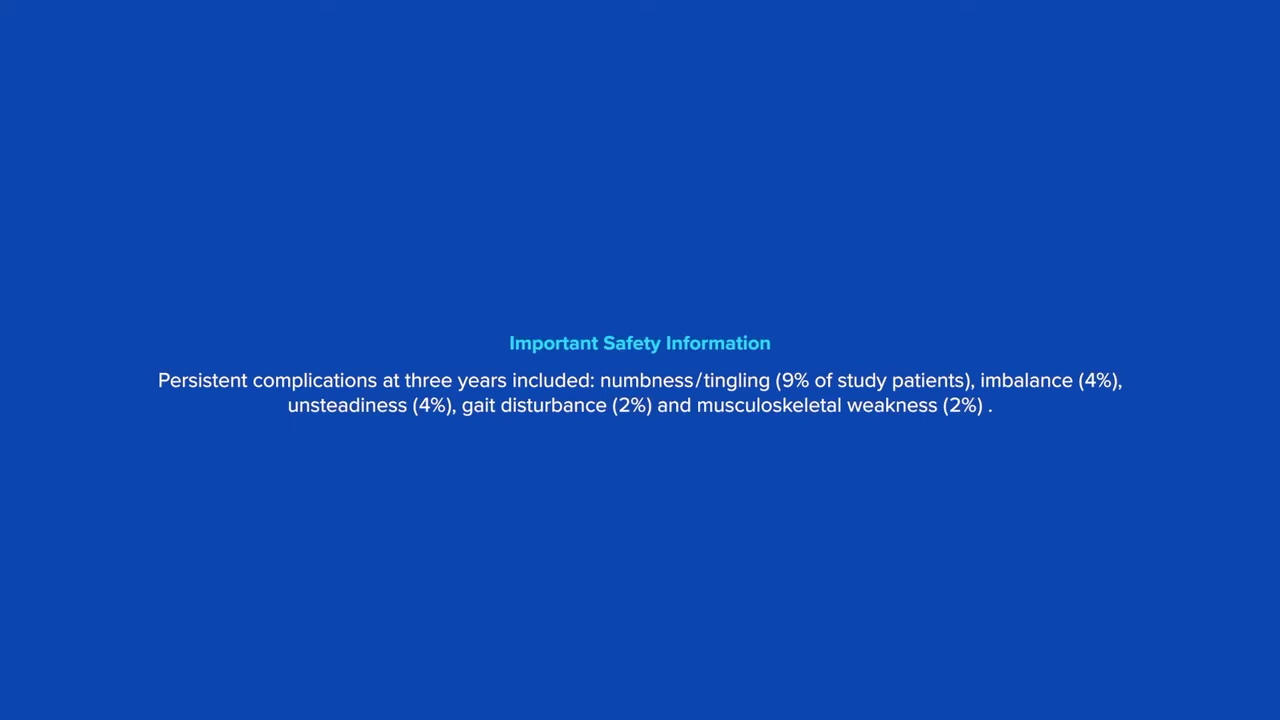 Important Safety Information
Persistent complications at three years included: numbness/tingling (9% of study patients), imbalance (4%),
unsteadiness (4%), gait disturbance (2%) and musculoskeletal weakness (2%) .